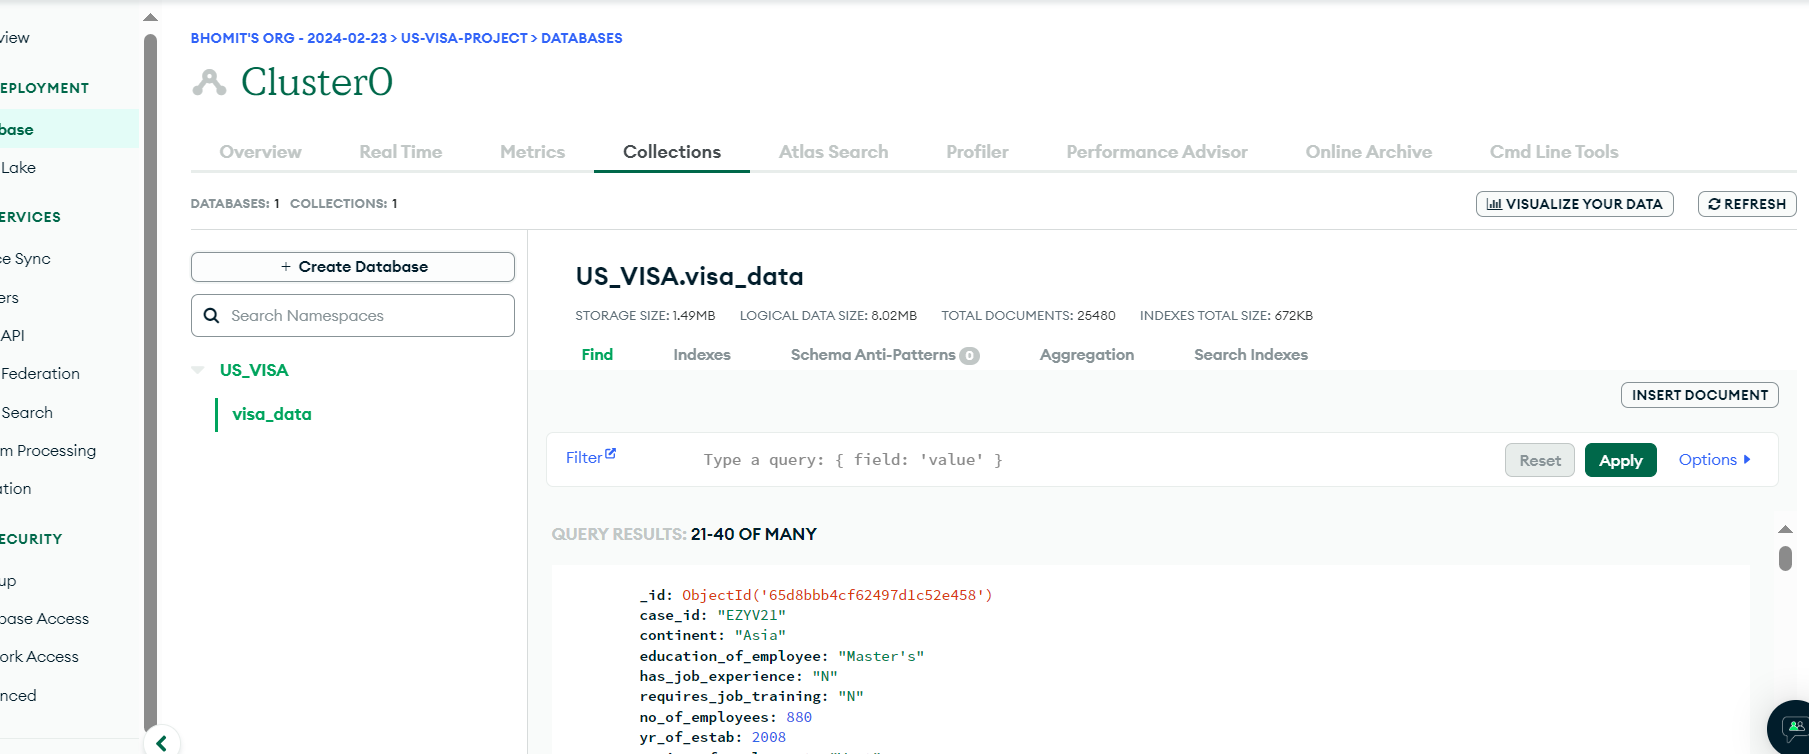 view
EPLOYMENT
base
Lake
ERVICES
ce Sync
ers
API
Federation
Search
m Processing
ation
ECURITY
up
base Access
ork Access
nced
BHOMIT'S ORG - 2024-02-23 > US-VISA-PROJECT > DATABASES
Cluster0
Overview Real Time Metrics Collections Atlas Search Profiler Performance Advisor Online Archive Cmd Line Tools
DATABASES: 1 COLLECTIONS: 1
VISUALIZE YOUR DATA REFRESH
+ Create Database
Search Namespaces
US_VISA
visa_data
US_VISA.visa_data
STORAGE SIZE: 1.49MB LOGICAL DATA SIZE: 8.02MB TOTAL DOCUMENTS: 25480 INDEXES TOTAL SIZE: 672KB
Find Indexes Schema Anti-Patterns 0 Aggregation Search Indexes
INSERT DOCUMENT
Filter Type a query: { field: 'value' } Reset Apply Options
QUERY RESULTS: 21-40 OF MANY
_id: ObjectId('65d8bbb4cf62497d1c52e458')
case_id: "EZYV21"
continent: "Asia"
education_of_employee: "Master's"
has_job_experience: "N"
requires_job_training: "N"
no_of_employees: 880
yr_of_estab: 2008